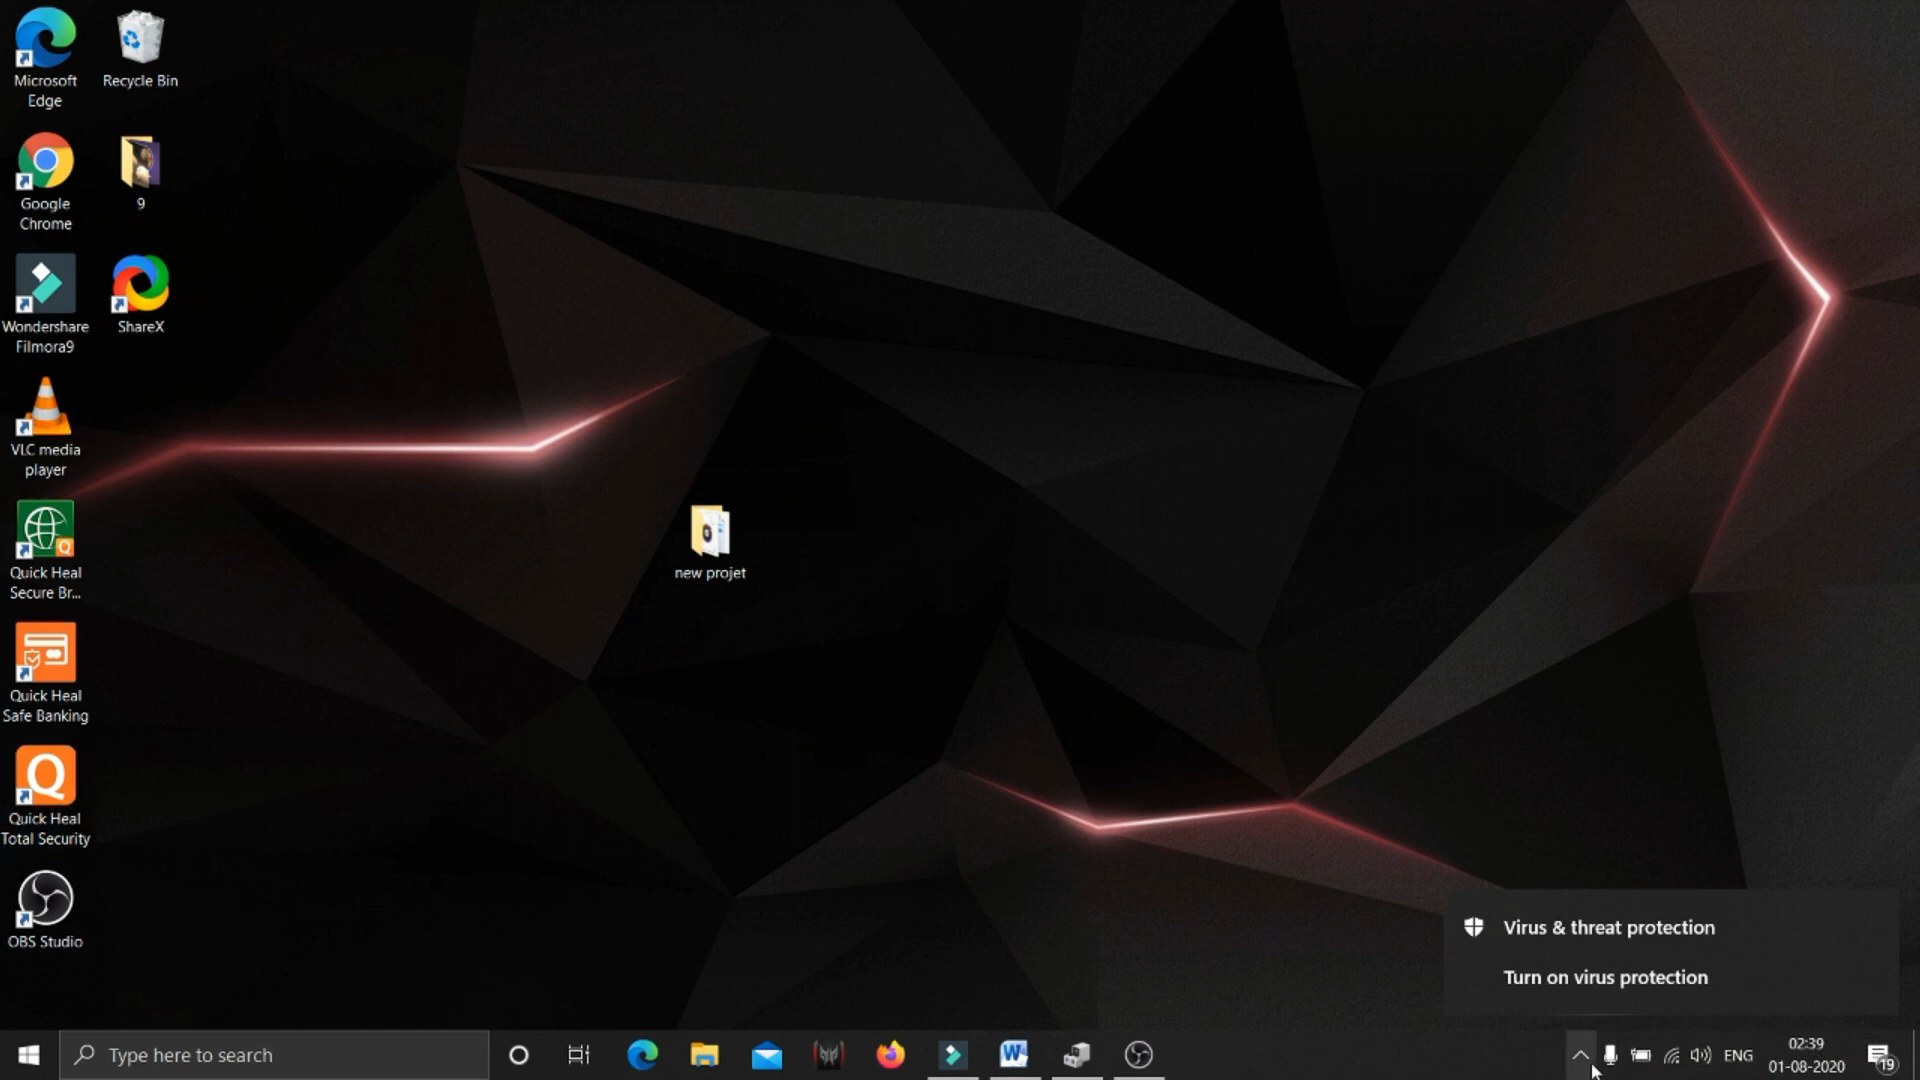 Microsoft
Edge
Recycle Bin
Google
Chrome
9
Wondershare
Filmora9
ShareX
VLC media
player
Quick Heal
Secure Br...
new projet
Quick Heal
Safe Banking
Quick Heal
Total Security
OBS Studio
Virus & threat protection
Turn on virus protection
Type here to search
ENG
02:39
01-08-2020
19